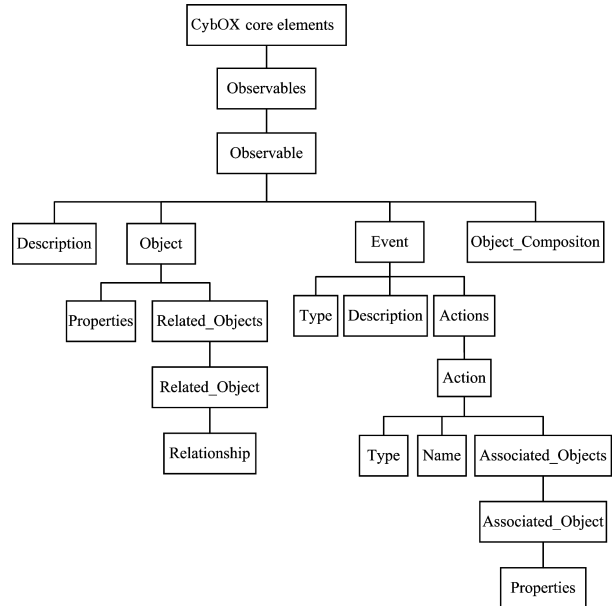 CybOX core elements
Observables
Observable
Description
Object
Event
Object_Compositon
Properties
Related_Objects
Type
Description
Actions
Related_Object
Action
Relationship
Type
Name
Associated_Objects
Associated_Object
Properties